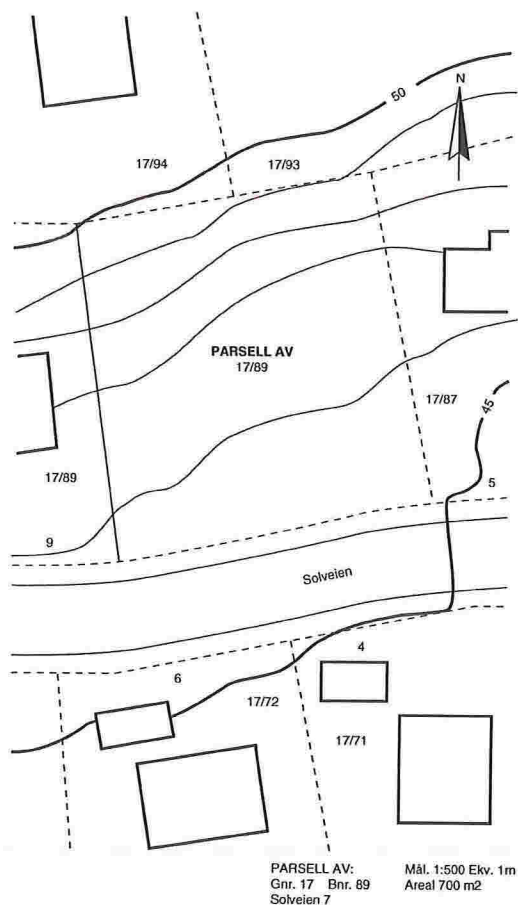 N
50
17/94
17/93
PARSELL AV
17/89
17/87
45
17/89
5
9
Solveien
4
6
17/72
17/71
PARSELL AV:
Gnr. 17 Bnr. 89
Solveien 7
Mål. 1:500 Ekv. 1m
Areal 700 m2